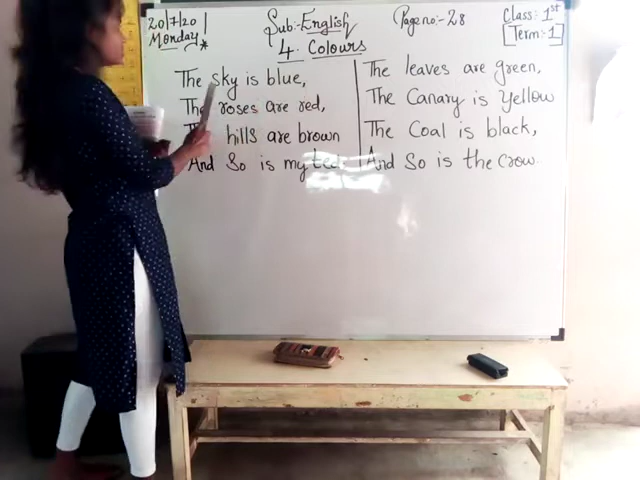 20/7/20
Monday
Sub:- English
4. Colours
Page no:- 28
Class: 1st
Term: 1
The Sky is blue,
The roses are red,
hills are brown
And So is my
The leaves are green,
The Canary is Yellow
The Coal is black,
And So is the Crow.